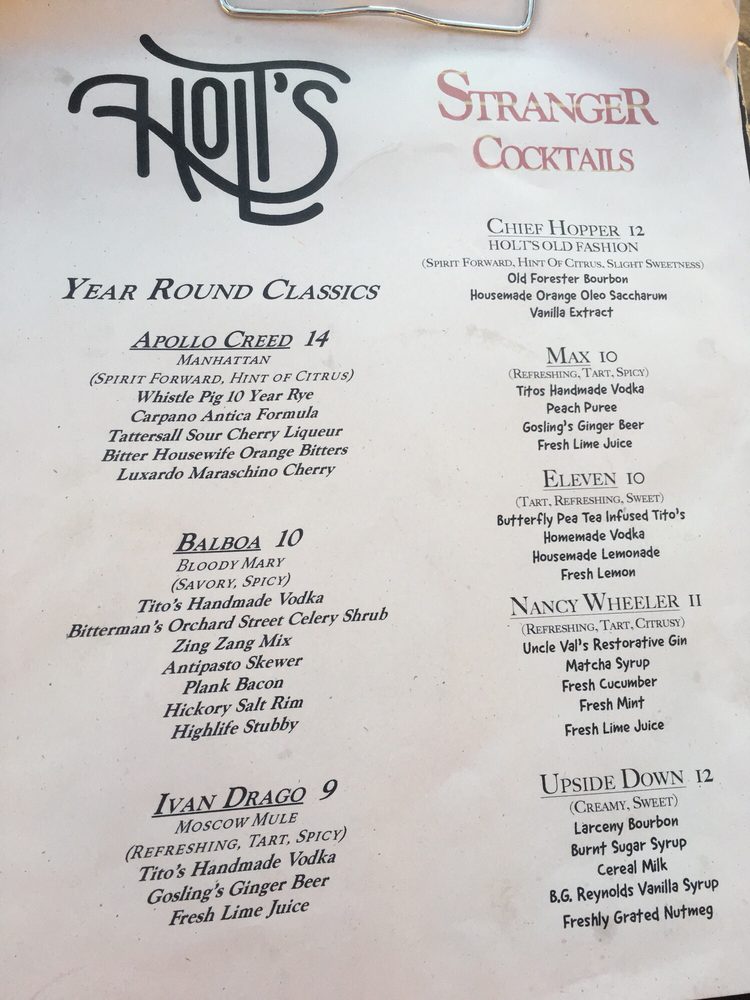 HOLT'S
YEAR ROUND CLASSICS
APOLLO CREED 14
MANHATTAN
(SPIRIT FORWARD, HINT OF CITRUS)
Whistle Pig 10 Year Rye
Carpano Antica Formula
Tattersall Sour Cherry Liqueur
Bitter Housewife Orange Bitters
Luxardo Maraschino Cherry
BALBOA 10
BLOODY MARY
(SAVORY, SPICY)
Tito's Handmade Vodka
Bitterman's Orchard Street Celery Shrub
Zing Zang Mix
Antipasto Skewer
Plank Bacon
Hickory Salt Rim
Highlife Stubby
IVAN DRAGO 9
MOSCOW MULE
(REFRESHING, TART, SPICY)
Tito's Handmade Vodka
Gosling's Ginger Beer
Fresh Lime Juice
STRANGER
COCKTAILS
CHIEF HOPPER 12
HOLT'S OLD FASHION
(SPIRIT FORWARD, HINT OF CITRUS, SLIGHT SWEETNESS)
Old Forester Bourbon
Housemade Orange Oleo Saccharum
Vanilla Extract
MAX 10
(REFRESHING, TART, SPICY)
Titos Handmade Vodka
Peach Puree
Gosling's Ginger Beer
Fresh Lime Juice
ELEVEN 10
(TART, REFRESHING, SWEET)
Butterfly Pea Tea Infused Tito's
Homemade Vodka
Housemade Lemonade
Fresh Lemon
NANCY WHEELER 11
(REFRESHING, TART, CITRUSY)
Uncle Val's Restorative Gin
Matcha Syrup
Fresh Cucumber
Fresh Mint
Fresh Lime Juice
UPSIDE DOWN 12
(CREAMY, SWEET)
Larceny Bourbon
Burnt Sugar Syrup
Cereal Milk
B.G. Reynolds Vanilla Syrup
Freshly Grated Nutmeg